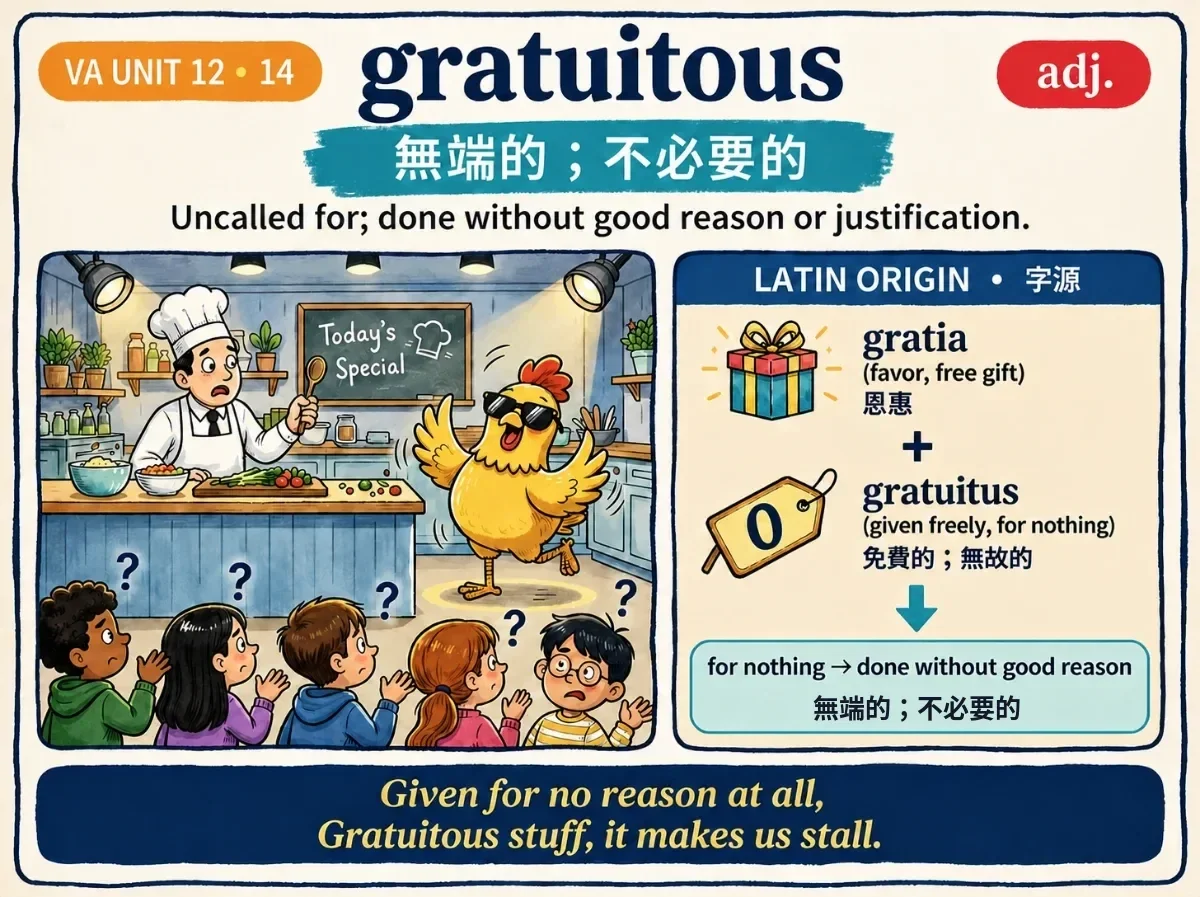 VA UNIT 12 • 14
gratuitous
adj.
無端的；不必要的
Uncalled for; done without good reason or justification.
Today's
Special
?
?
?
?
?
LATIN ORIGIN • 字源
gratia
(favor, free gift)
恩惠
+
0
gratuitus
(given freely, for nothing)
免費的；無故的
for nothing → done without good reason
無端的；不必要的
Given for no reason at all,
Gratuitous stuff, it makes us stall.